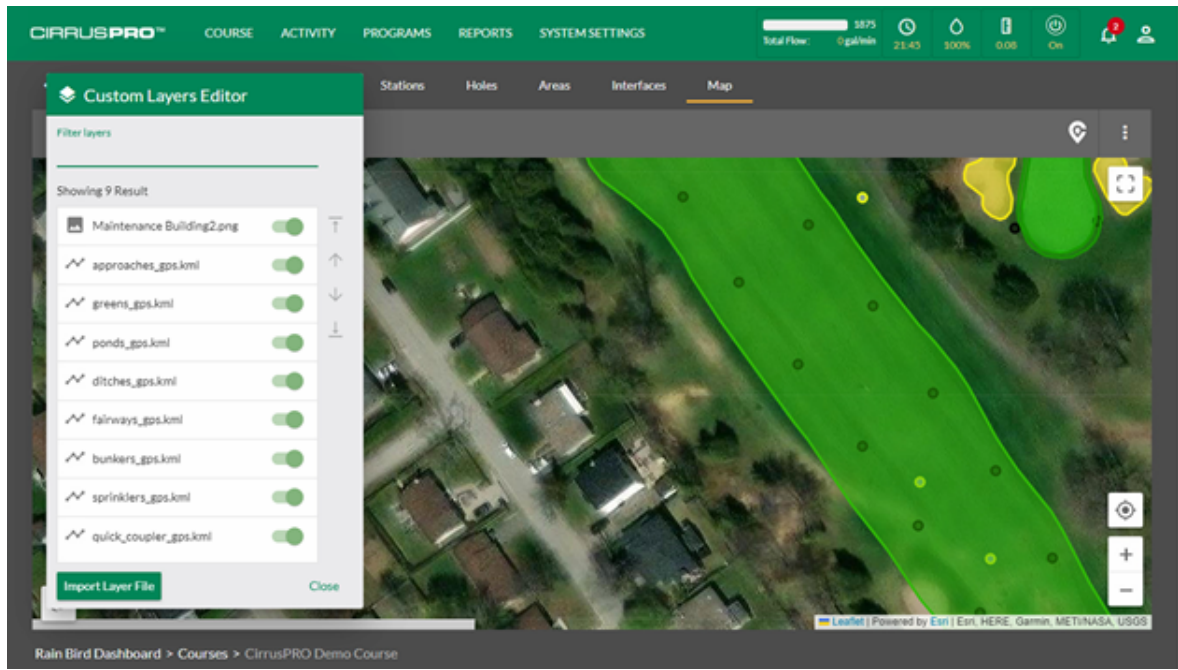 CIRRUSPRO™ COURSE ACTIVITY PROGRAMS REPORTS SYSTEM SETTINGS
1875
Total Flow: 0 gal/min 21:45 100% 0.08 On 2
Stations Holes Areas Interfaces Map
Custom Layers Editor
Filter layers
Showing 9 Result
Maintenance Building2.png
approaches_gps.kml
greens_gps.kml
ponds_gps.kml
ditches_gps.kml
fairways_gps.kml
bunkers_gps.kml
sprinklers_gps.kml
quick_coupler_gps.kml
Import Layer File Close
+
−
Leaflet | Powered by Esri | Esri, HERE, Garmin, METI/NASA, USGS
Rain Bird Dashboard > Courses > CirrusPRO Demo Course